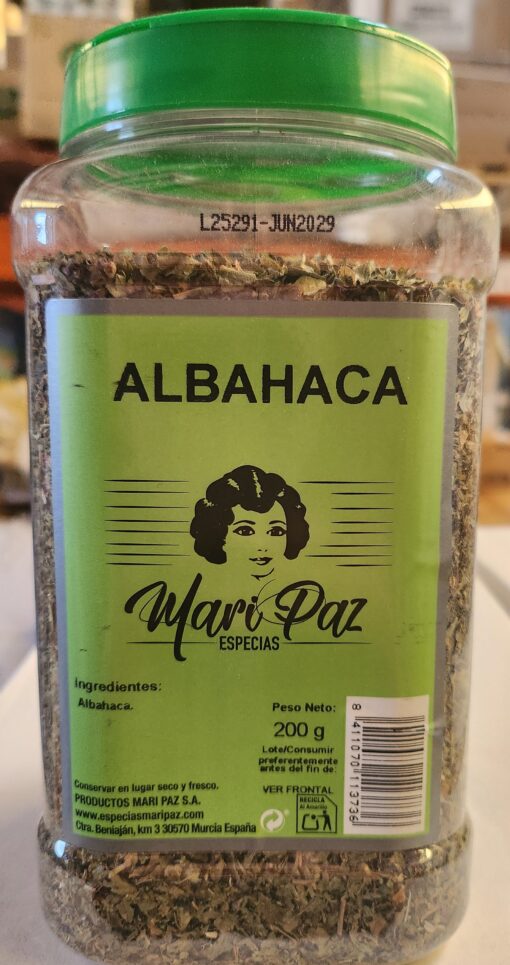 L25291-JUN2029
ALBAHACA
Mari Paz
ESPECIAS
Ingredientes:
Albahaca.
Peso Neto:
200 g
Lote/Consumir
preferentemente
antes del fin de:
VER FRONTAL
Conservar en lugar seco y fresco.
PRODUCTOS MARI PAZ S.A.
www.especiasmaripaz.com
Ctra. Beniaján, km 3 30570 Murcia España
RECICLA
Al Amarillo
8 411070 113736